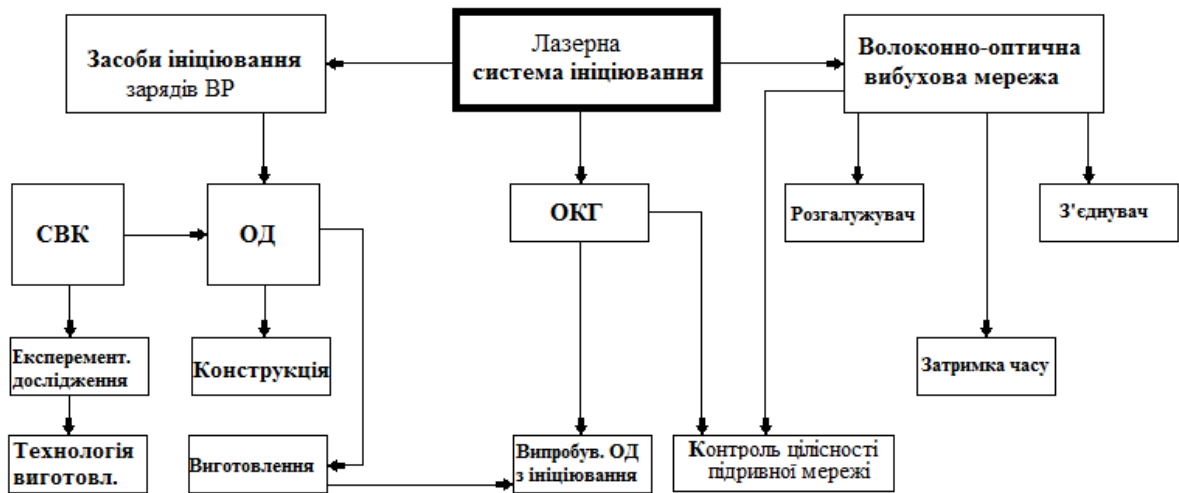 Засоби ініціювання
зарядів ВР
Лазерна
система ініціювання
Волоконно-оптична
вибухова мережа
СВК
ОД
ОКГ
Розгалужувач
З'єднувач
Експеремент.
дослідження
Конструкція
Затримка часу
Технологія
виготовл.
Виготовлення
Випробув. ОД
з ініціювання
Контроль цілісності
підривної мережі